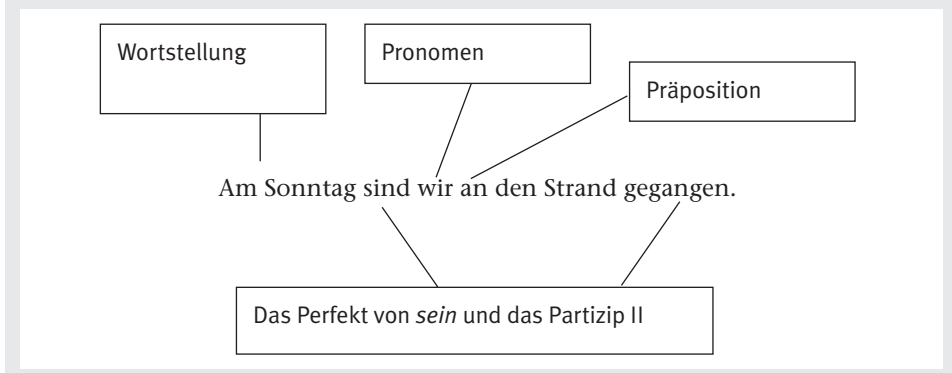 Wortstellung
Pronomen
Präposition
Am Sonntag sind wir an den Strand gegangen.
Das Perfekt von sein und das Partizip II